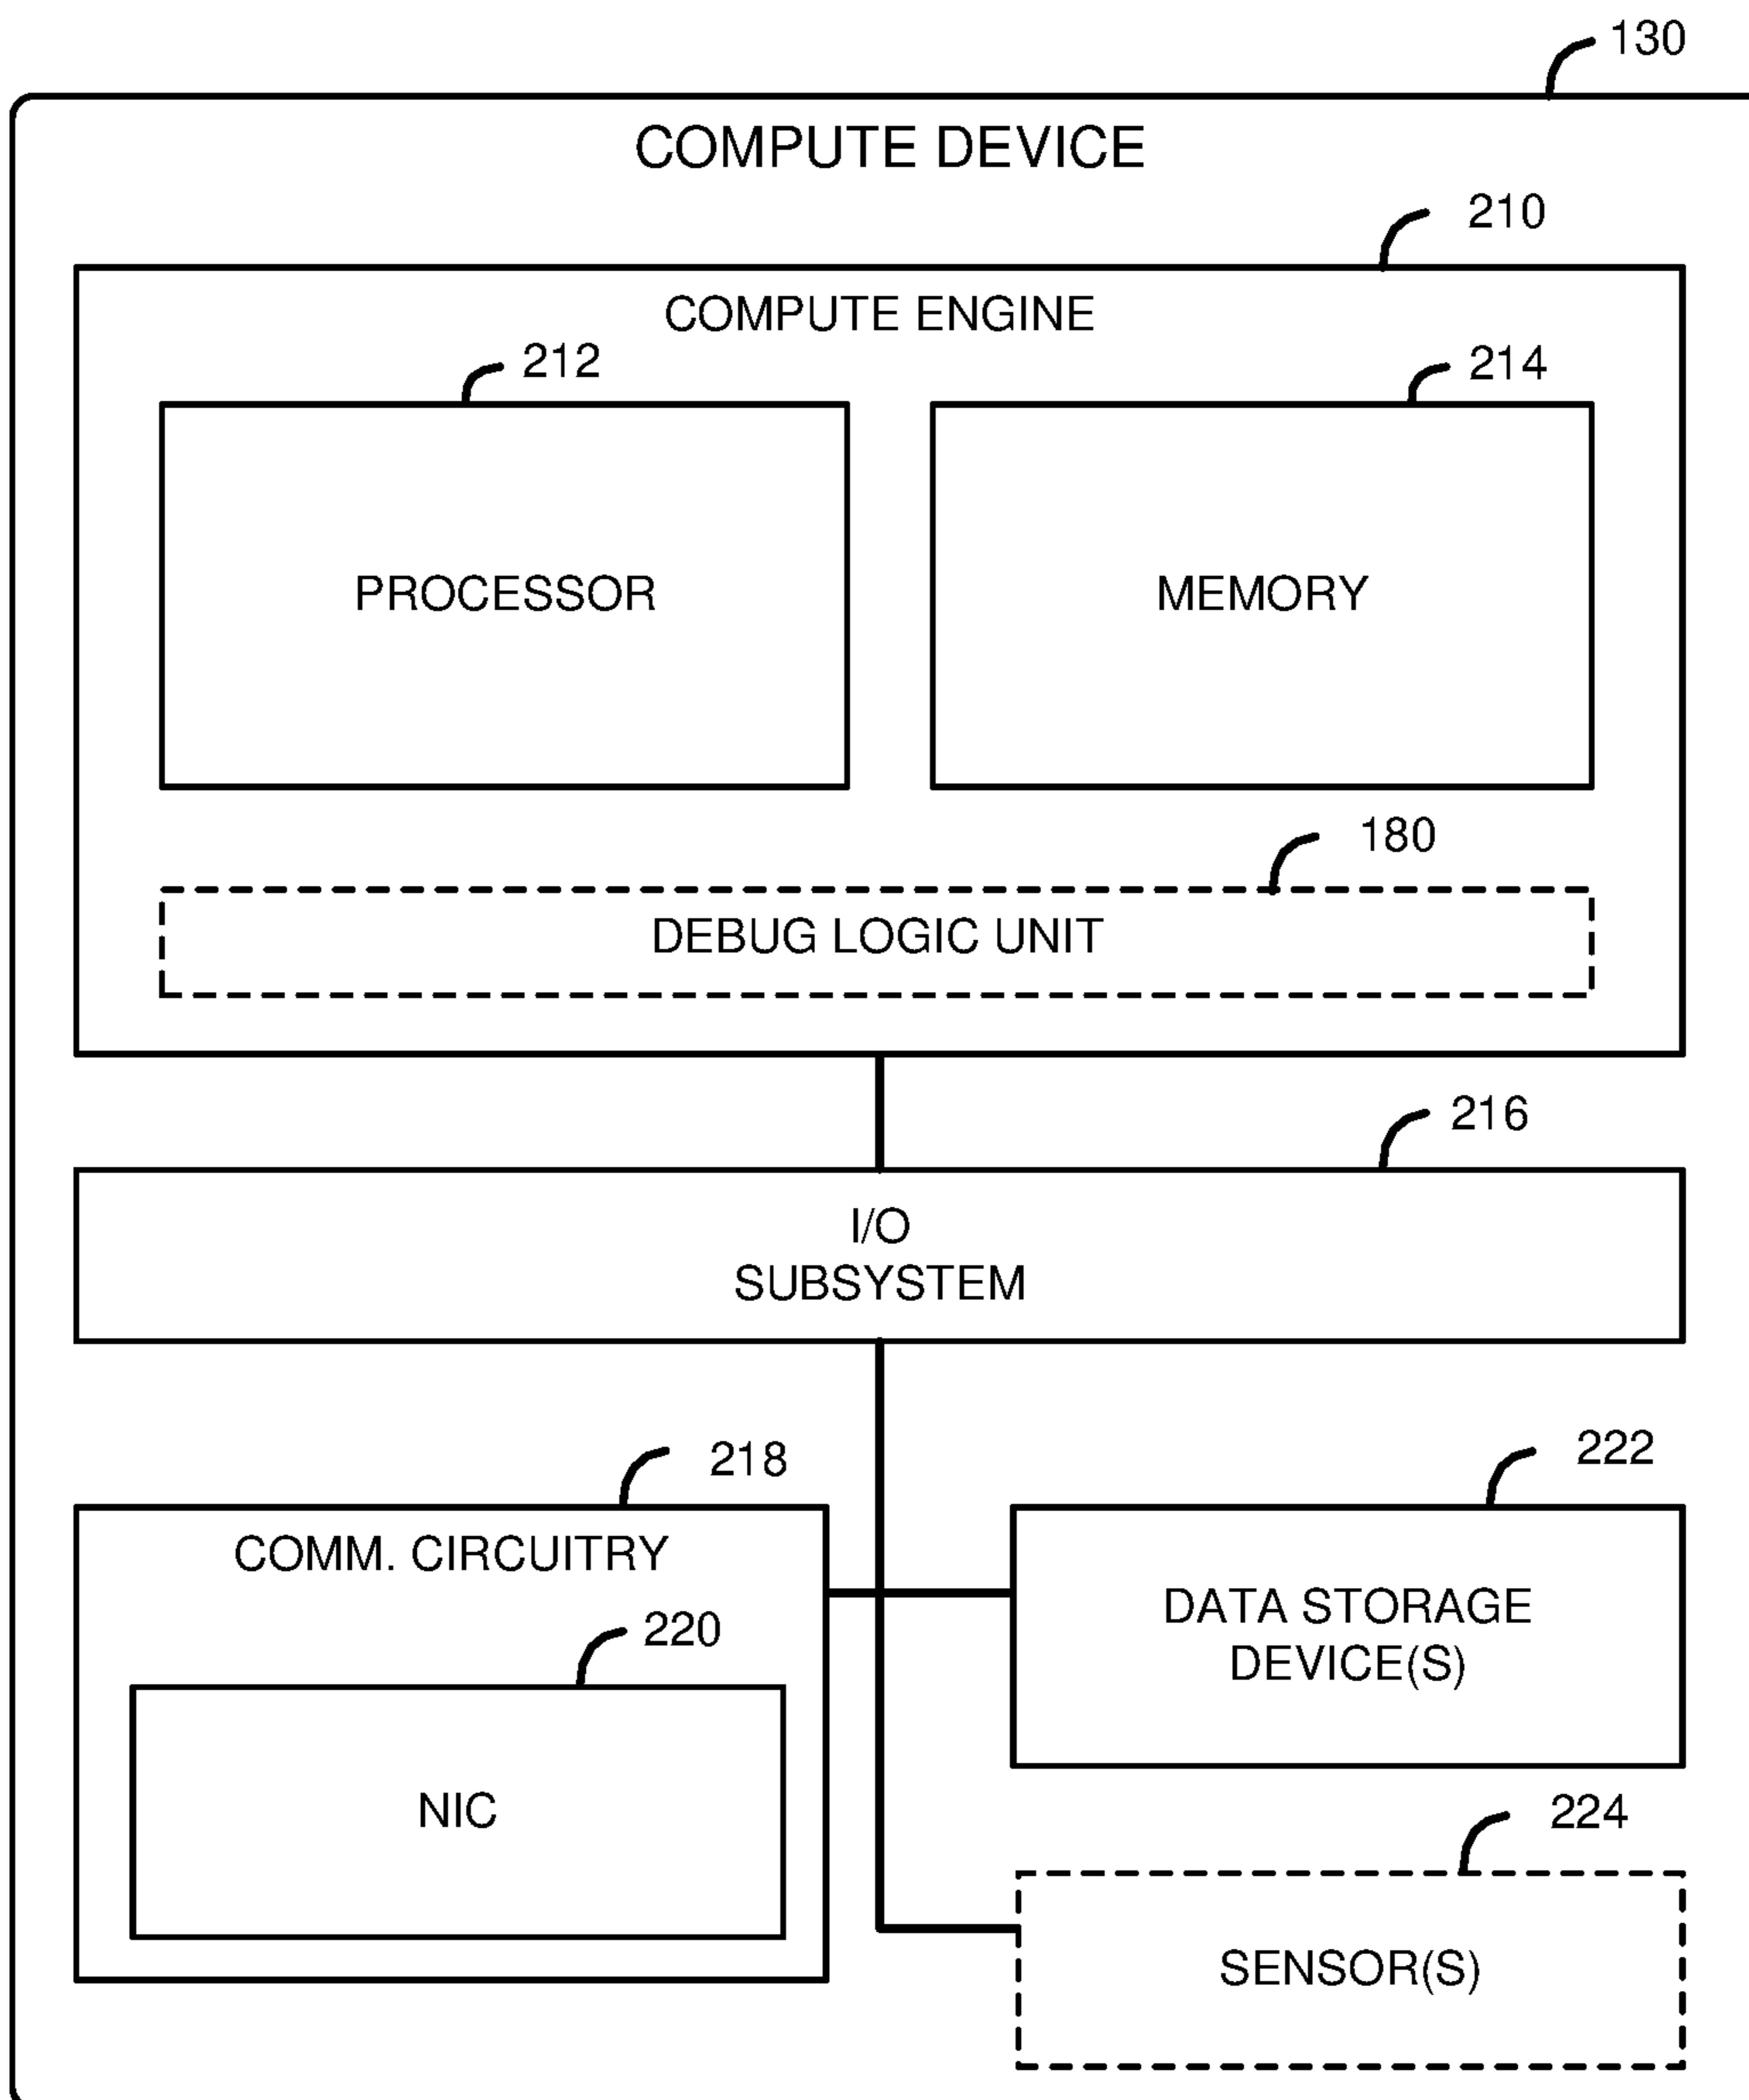 130
COMPUTE DEVICE
210
COMPUTE ENGINE
212
214
PROCESSOR
MEMORY
180
DEBUG LOGIC UNIT
216
I/O
SUBSYSTEM
218
222
COMM. CIRCUITRY
DATA STORAGE
DEVICE(S)
220
NIC
224
SENSOR(S)